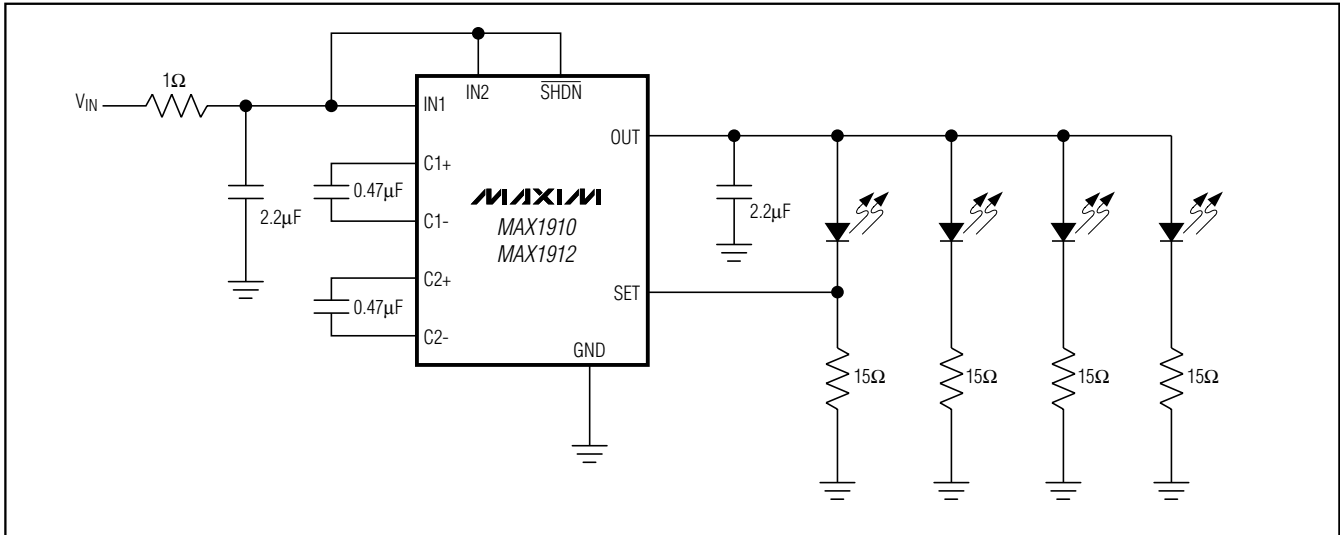 1Ω
V_IN
IN1
IN2
S̅H̅D̅N̅
OUT
C1+
0.47µF
C1-
2.2µF
MAXIM
MAX1910
MAX1912
2.2µF
C2+
0.47µF
C2-
SET
GND
15Ω
15Ω
15Ω
15Ω